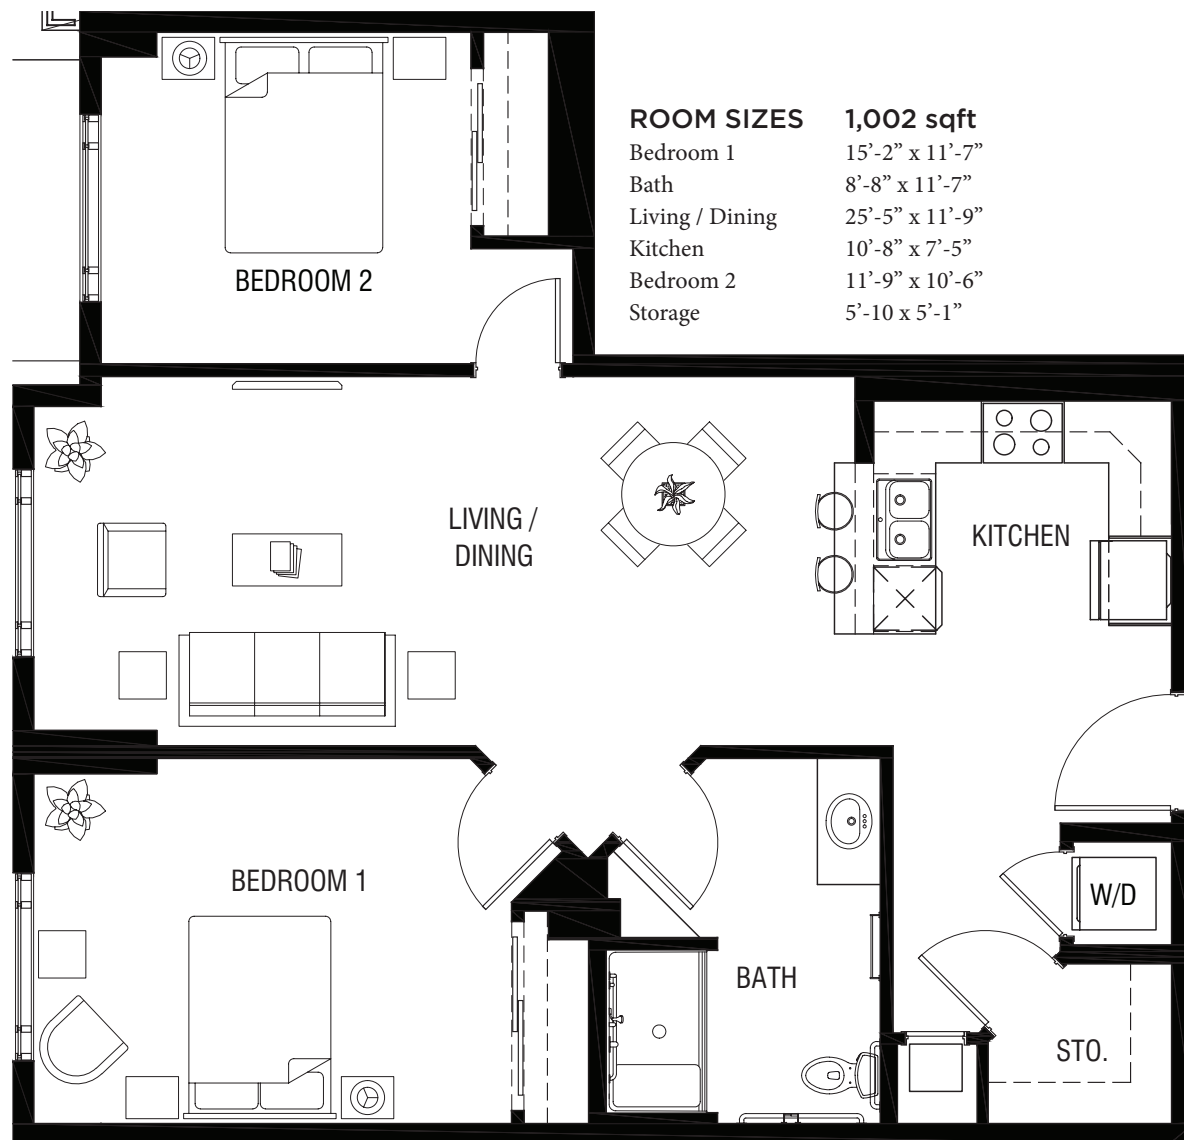 ROOM SIZES 1,002 sqft
Bedroom 1 15’-2” x 11’-7”
Bath 8’-8” x 11’-7”
Living / Dining 25’-5” x 11’-9”
Kitchen 10’-8” x 7’-5”
Bedroom 2 11’-9” x 10’-6”
Storage 5’-10 x 5’-1”
BEDROOM 2
LIVING /
DINING
KITCHEN
BEDROOM 1
W/D
BATH
STO.